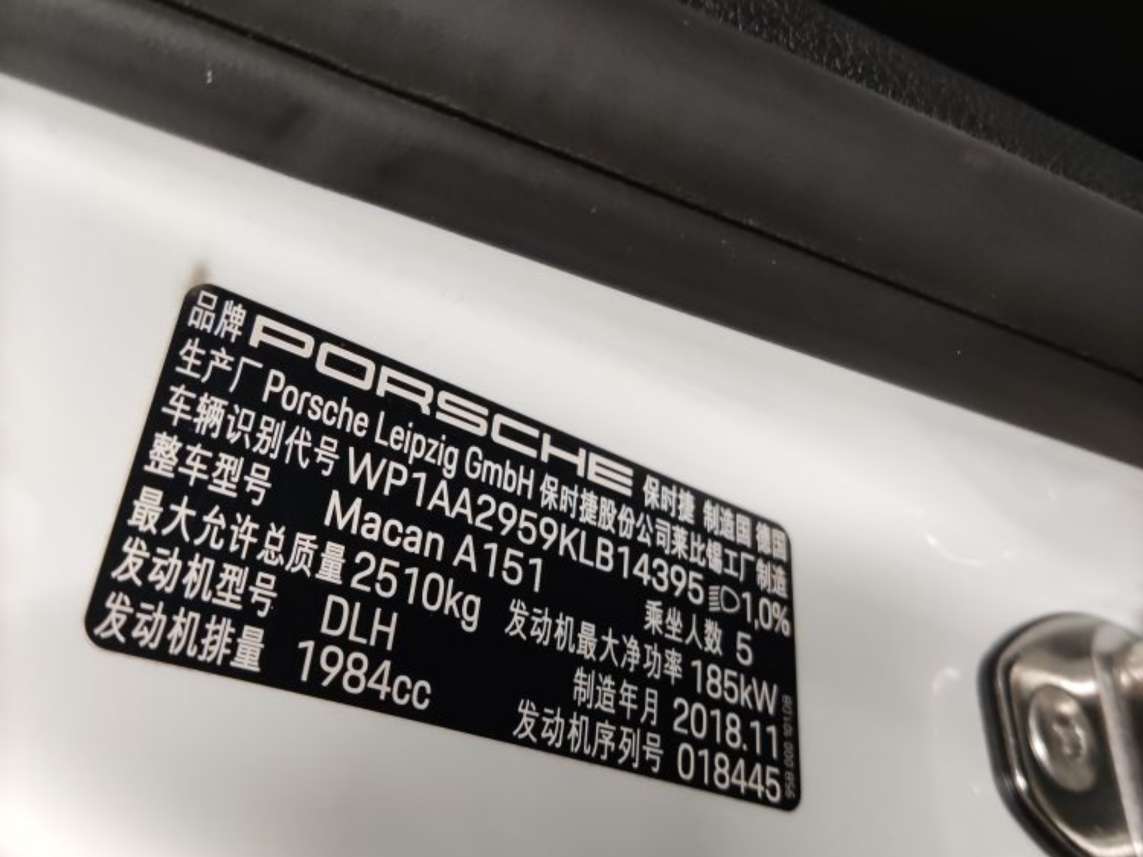 品牌 PORSCHE 保时捷 制造国 德国
生产厂 Porsche Leipzig GmbH 保时捷股份公司莱比锡工厂制造
车辆识别代号 WP1AA2959KLB14395 1,0%
整车型号 Macan A151 乘坐人数 5
最大允许总质量 2510kg 发动机最大净功率 185kW
发动机型号 DLH 制造年月 2018.11
发动机排量 1984cc 发动机序列号 018445
95B 000 101.DB